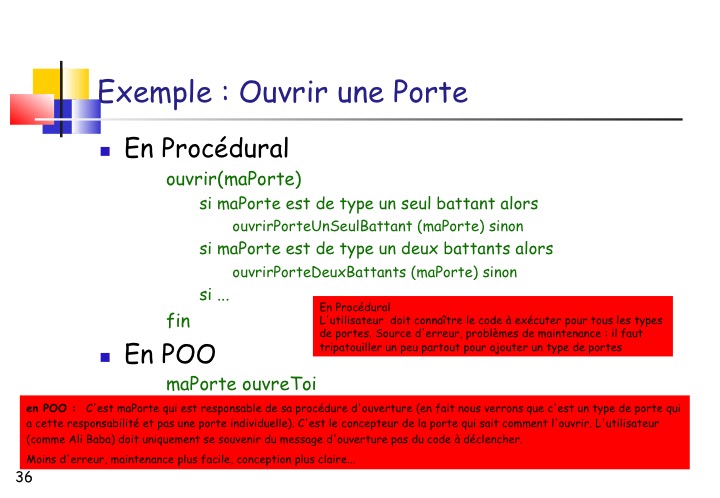 Exemple : Ouvrir une Porte
En Procédural
ouvrir(maPorte)
si maPorte est de type un seul battant alors
ouvrirPorteUnSeulBattant (maPorte) sinon
si maPorte est de type un deux battants alors
ouvrirPorteDeuxBattants (maPorte) sinon
si ...
fin
En Procédural
L'utilisateur doit connaître le code à exécuter pour tous les types
de portes. Source d'erreur, problèmes de maintenance : il faut
tripatouiller un peu partout pour ajouter un type de portes
En POO
maPorte ouvreToi
en POO : C'est maPorte qui est responsable de sa procédure d'ouverture (en fait nous verrons que c'est un type de porte qui
a cette responsabilité et pas une porte individuelle). C'est le concepteur de la porte qui sait comment l'ouvrir. L'utilisateur
(comme Ali Baba) doit uniquement se souvenir du message d'ouverture pas du code à déclencher.
Moins d'erreur, maintenance plus facile, conception plus claire...
36